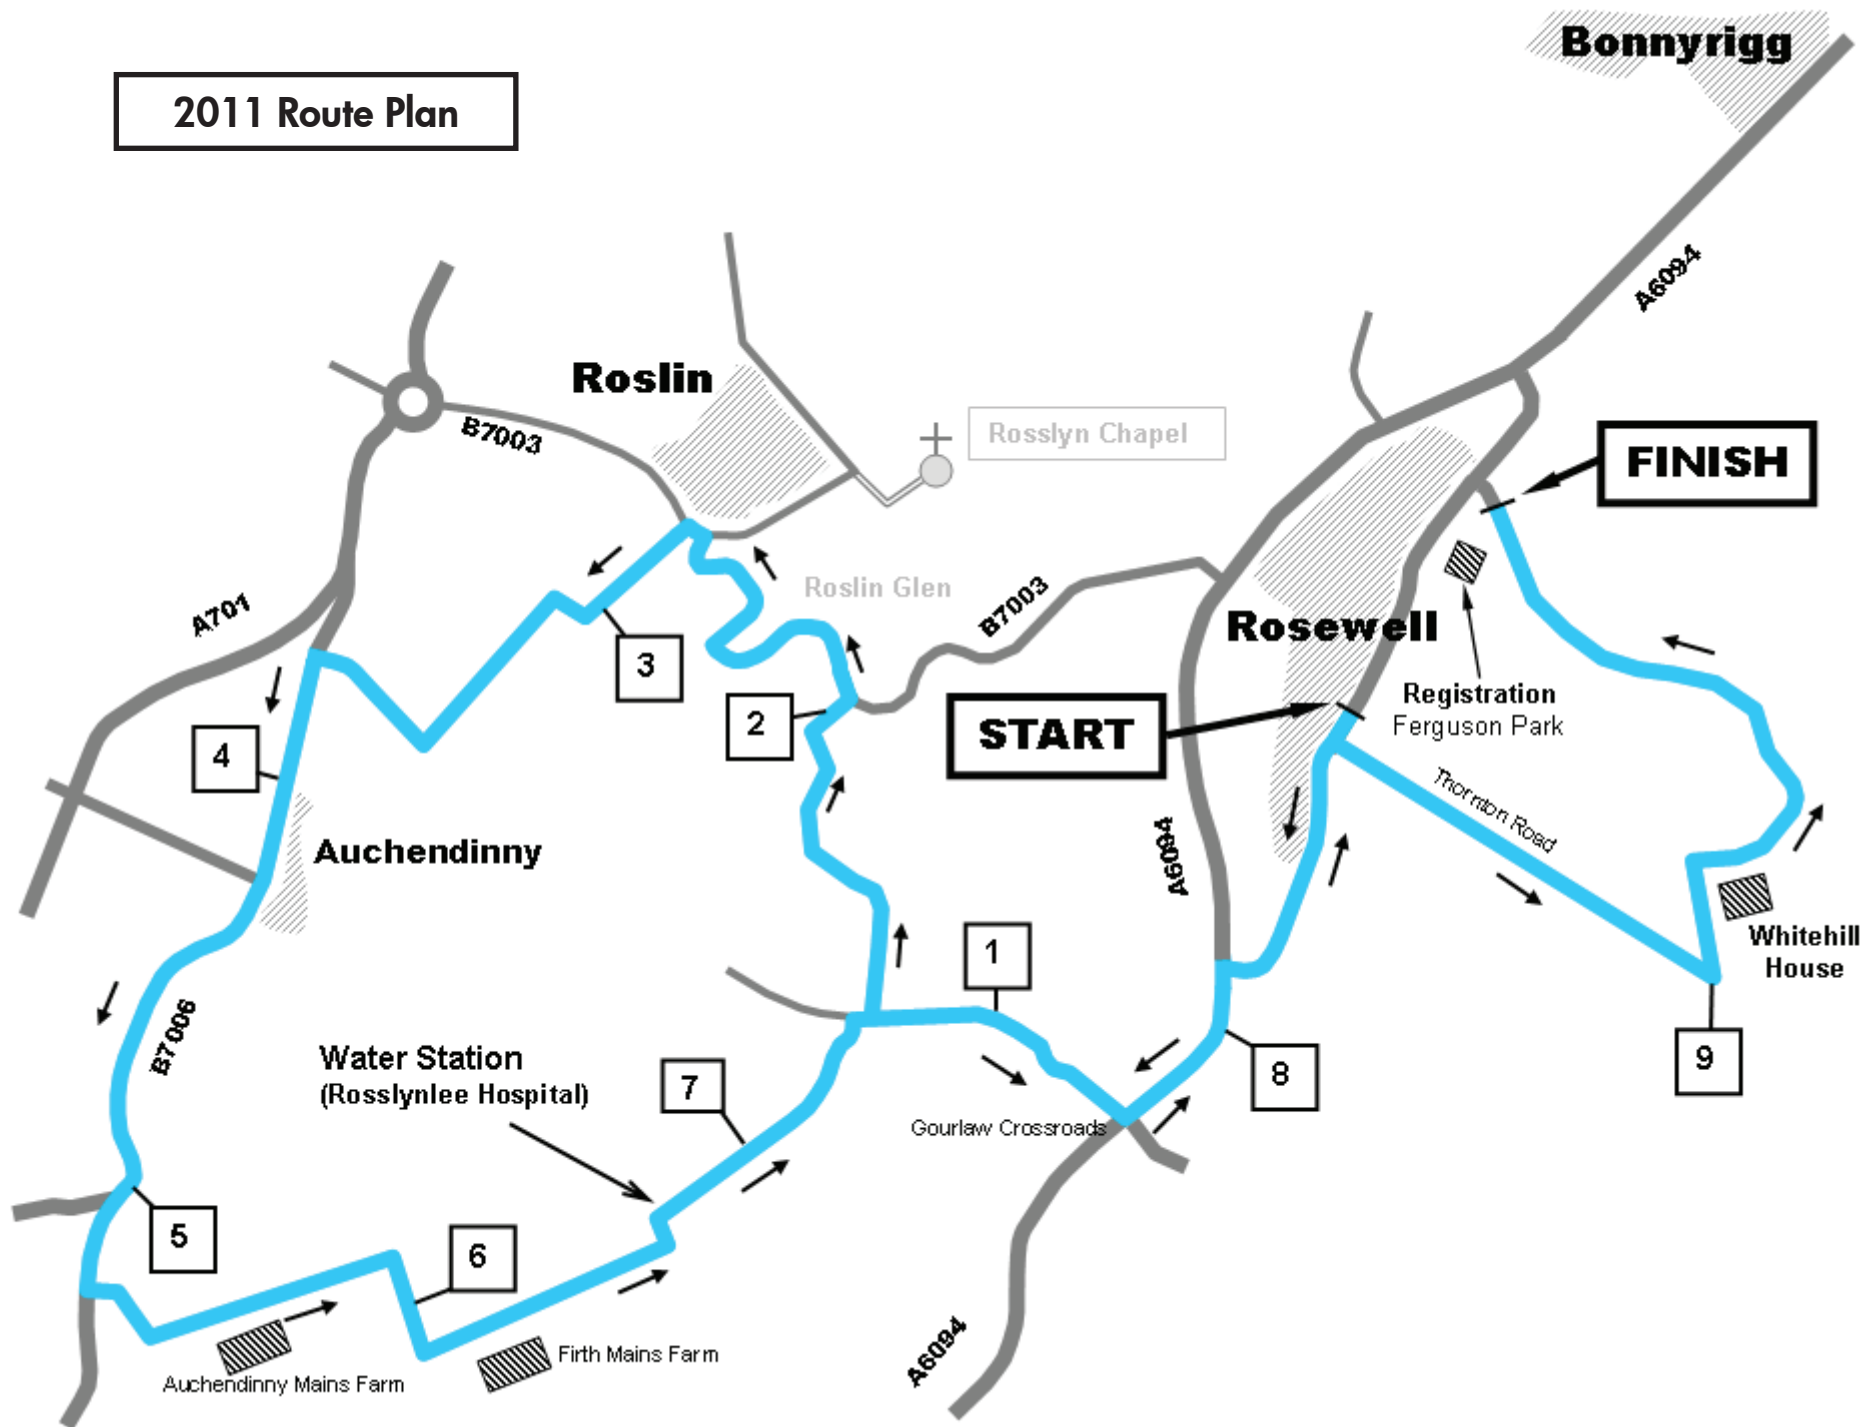 Bonnyrigg
2011 Route Plan
A6094
Roslin
B7003
Rosslyn Chapel
FINISH
Roslin Glen
B7003
A701
Rosewell
3
Registration
Ferguson Park
2
START
4
Thornton Road
Auchendinny
A6094
Whitehill
House
1
B7006
Water Station
(Rosslynlee Hospital)
7
8
9
Gourlaw Crossroads
5
6
Firth Mains Farm
A6094
Auchendinny Mains Farm